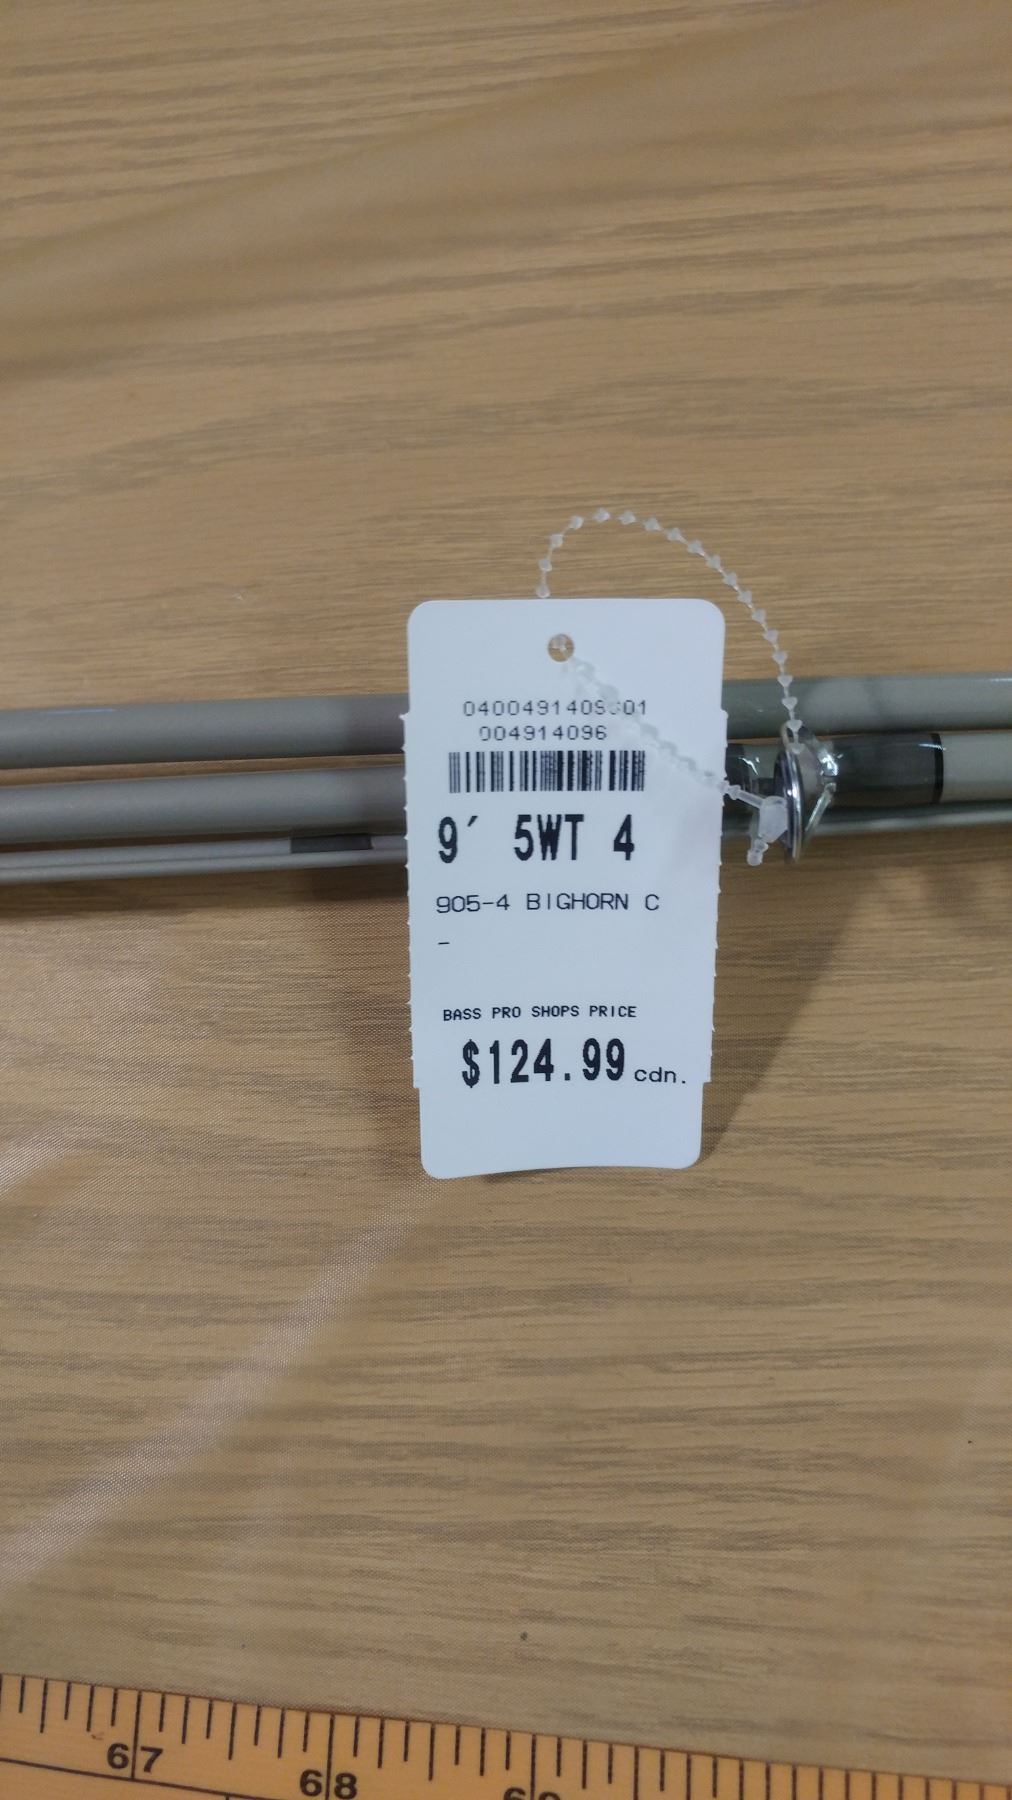 004914096
9′ 5WT 4
905-4 BIGHORN C
-
BASS PRO SHOPS PRICE
$124.99 cdn.
67
68